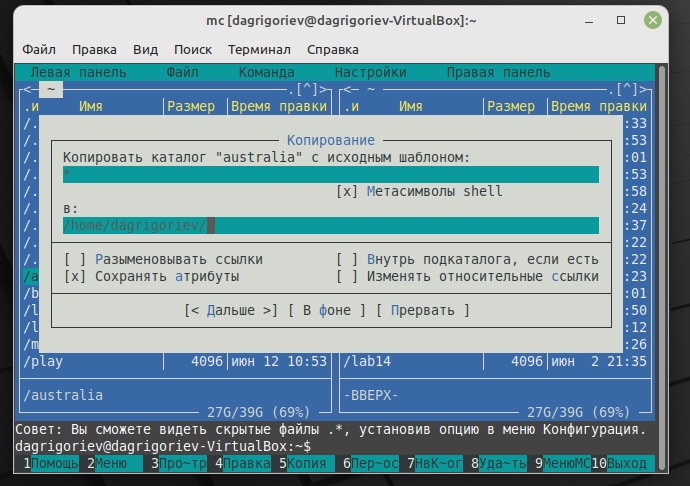 mc [dagrigoriev@dagrigoriev-VirtualBox]:~
Файл Правка Вид Поиск Терминал Справка
Левая панель Файл Команда Настройки Правая панель
<— ~ .[^]> <— ~ .[^]>
.и Имя Размер Время правки .и Имя Размер Время правки
/. :33
/. Копирование :53
/. Копировать каталог "australia" с исходным шаблоном: :01
/. * :53
/. [x] Метасимволы shell :58
/. в: :24
/. /home/dagrigoriev/ :37
/. :22
/. [ ] Разыменовывать ссылки [ ] Внутрь подкаталога, если есть :22
/a [x] Сохранять атрибуты [ ] Изменять относительные ссылки :23
/b :01
/l [< Дальше >] [ В фоне ] [ Прервать ] :50
/l :12
/m :26
/play 4096 июн 12 10:53 /lab14 4096 июн 2 21:35
/australia -ВВЕРХ-
27G/39G (69%) 27G/39G (69%)
Совет: Вы сможете видеть скрытые файлы .*, установив опцию в меню Конфигурация.
dagrigoriev@dagrigoriev-VirtualBox:~$
1Помощь 2Меню 3Про~тр 4Правка 5Копия 6Пер~ос 7НвК~ог 8Уда~ть 9МенюMC 10Выход